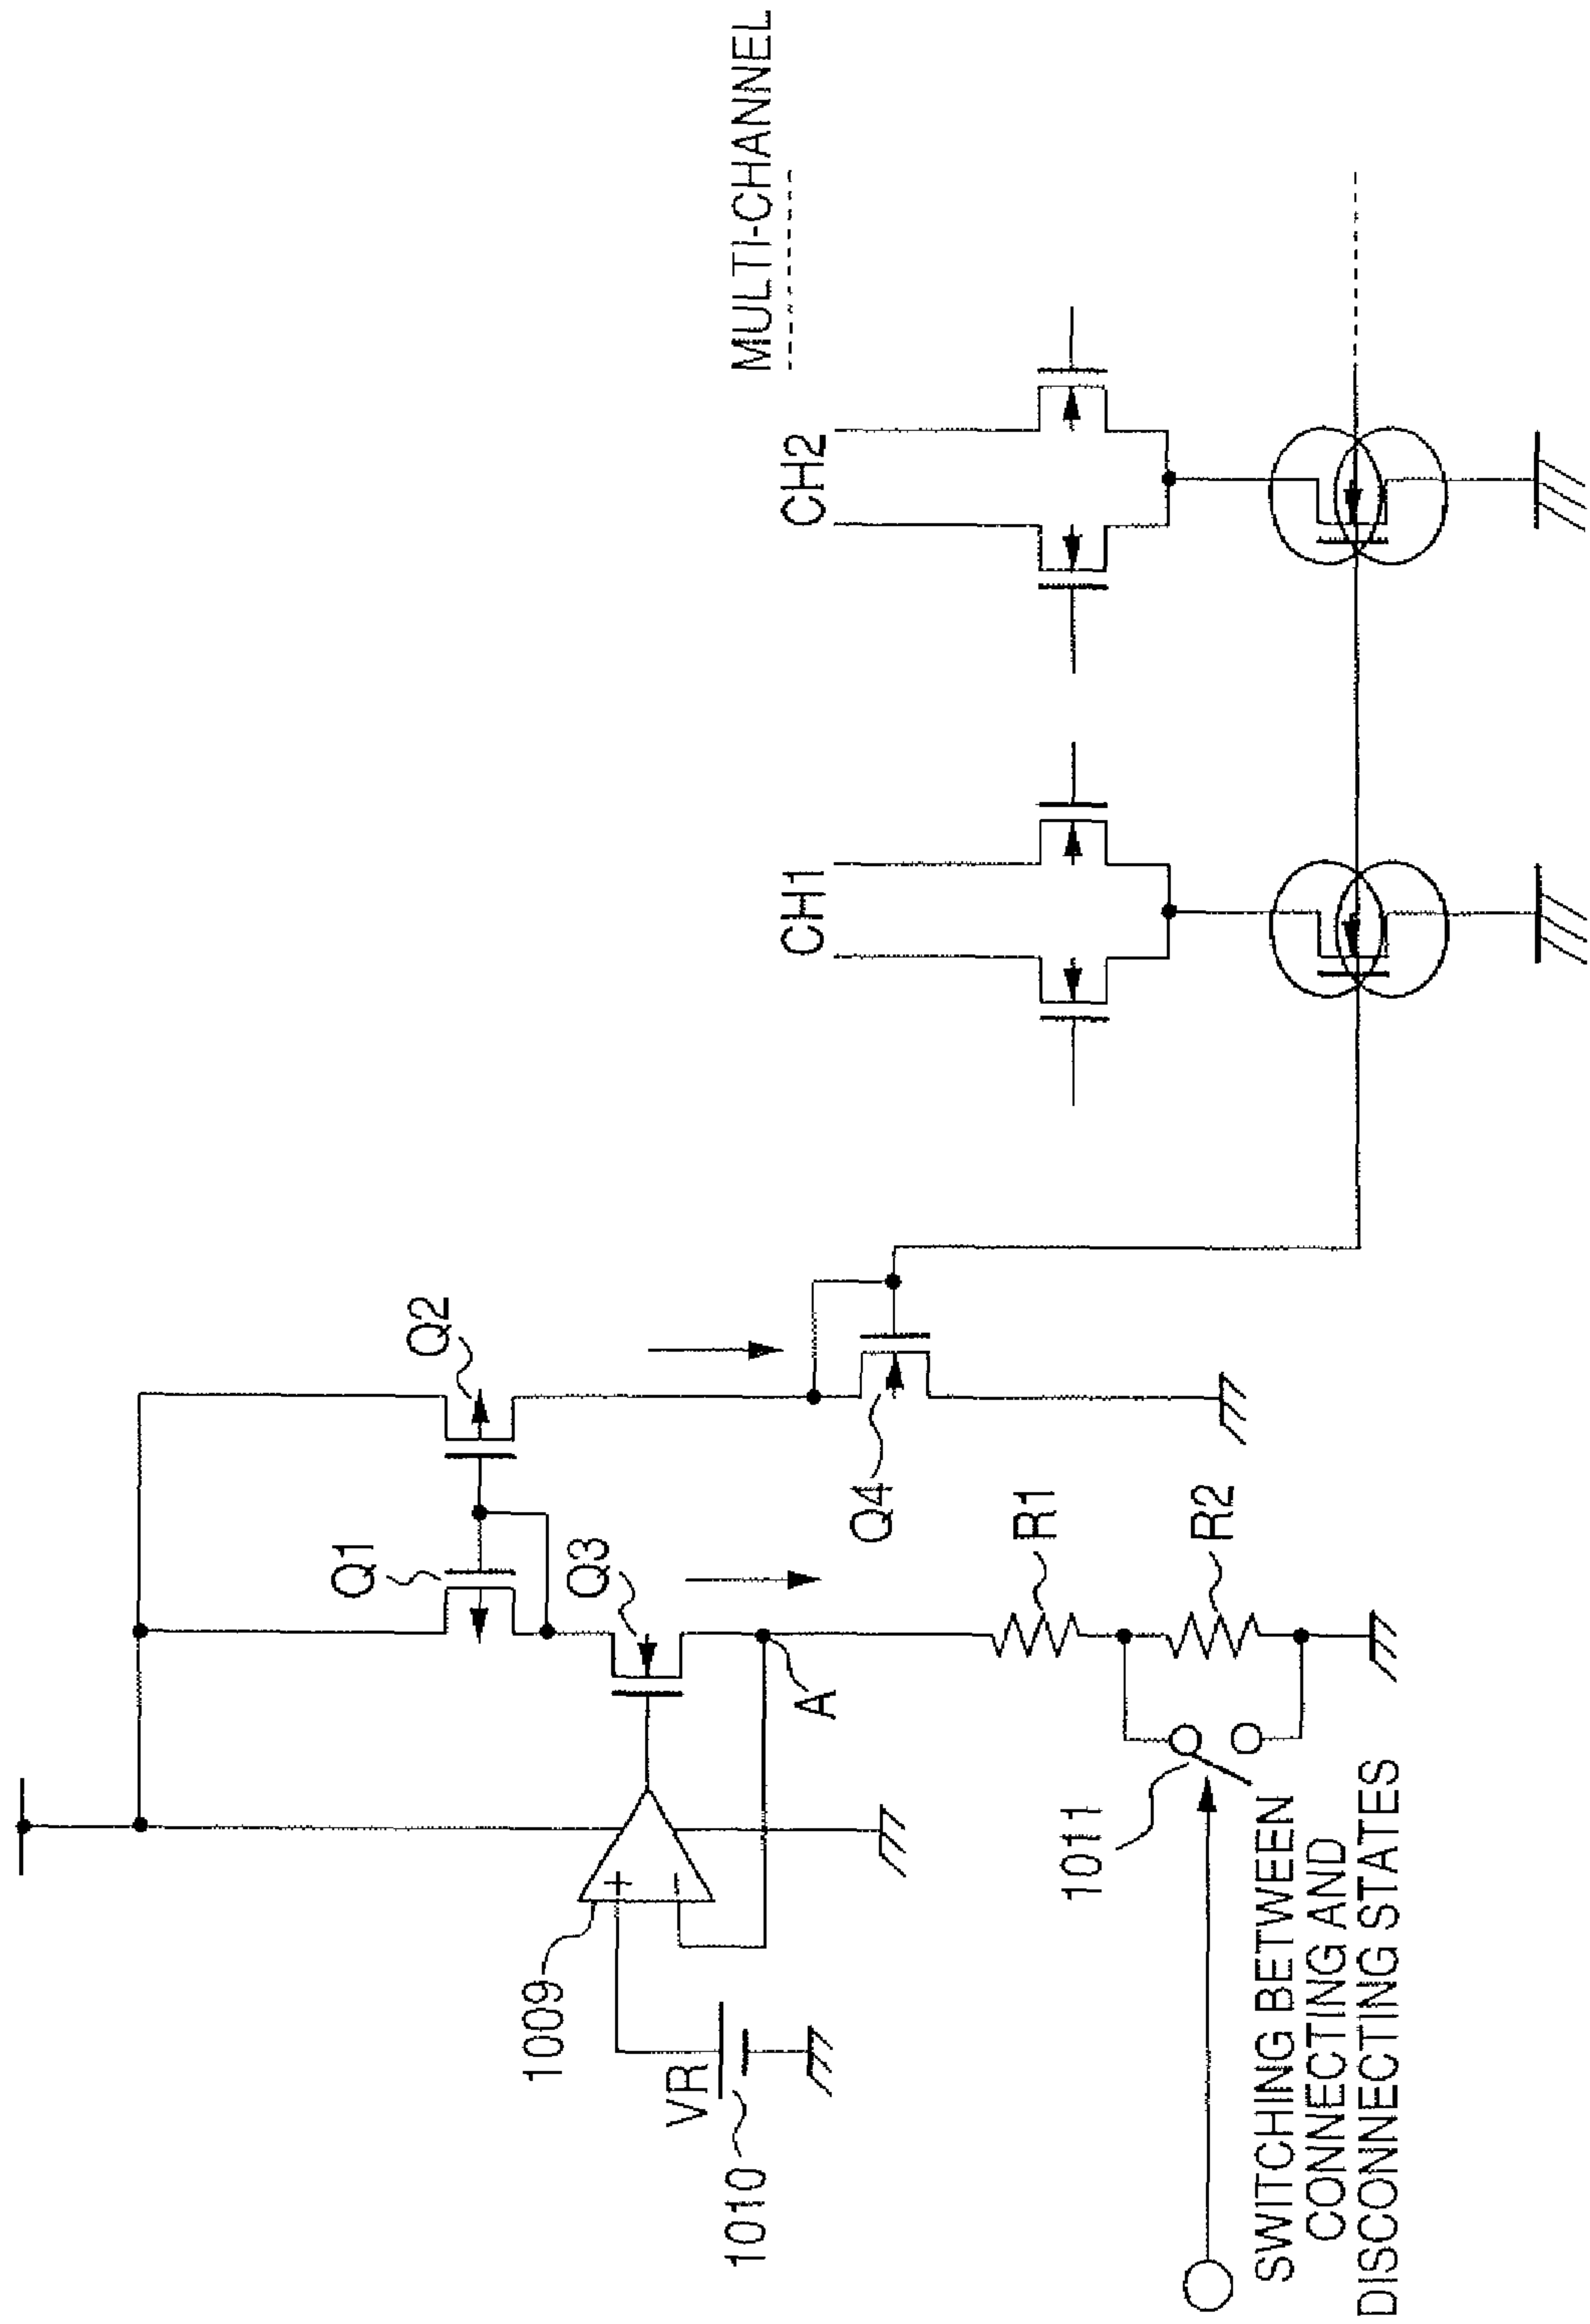 MULTI-CHANNEL
CH1
CH2
Q1
Q2
Q3
Q4
A
R1
R2
+
-
1009
VR
1010
1011
SWITCHING BETWEEN
CONNECTING AND
DISCONNECTING STATES